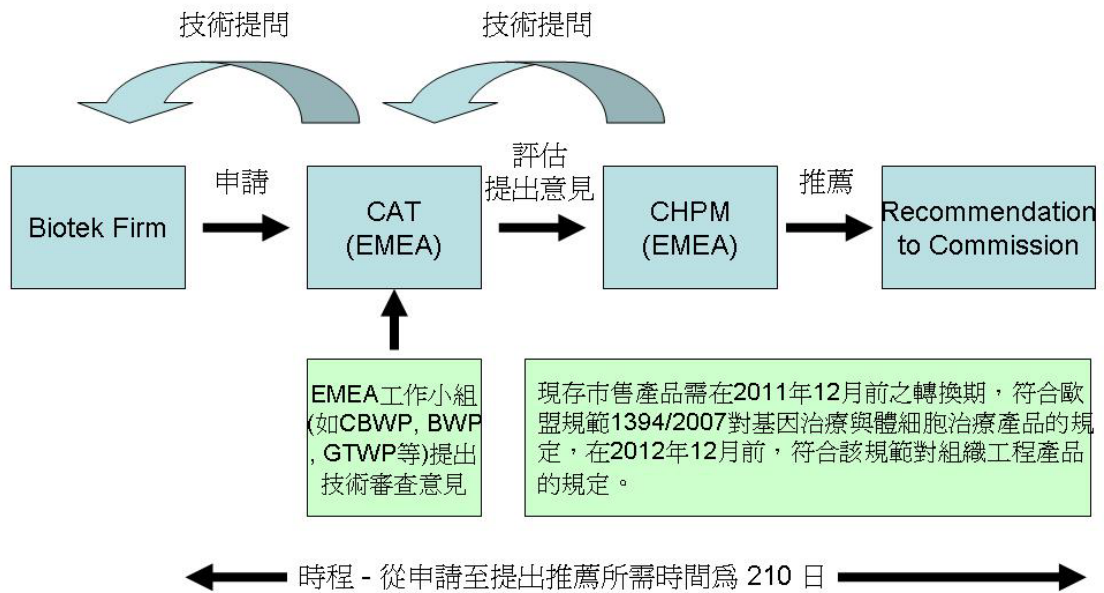 技術提問
技術提問
Biotek Firm
申請
CAT
(EMEA)
評估
提出意見
CHPM
(EMEA)
推薦
Recommendation
to Commission
EMEA工作小組
(如CBWP, BWP
, GTWP等)提出
技術審查意見
現存市售產品需在2011年12月前之轉換期，符合歐
盟規範1394/2007對基因治療與體細胞治療產品的規
定，在2012年12月前，符合該規範對組織工程產品
的規定。
時程 - 從申請至提出推薦所需時間為 210 日